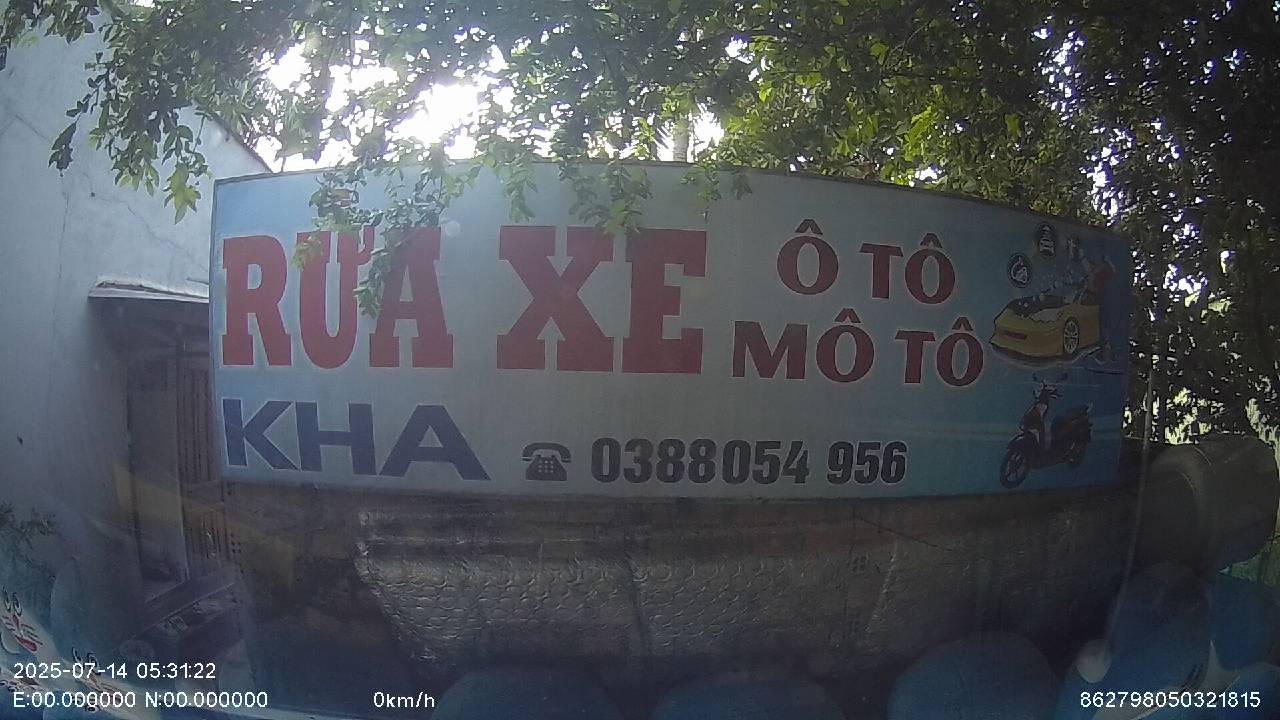 RỬA XE
Ô TÔ
MÔ TÔ
KHA
☎ 0388054 956
2025-07-14 05:31:22
E:00.000000 N:00.000000
0km/h
862798050321815